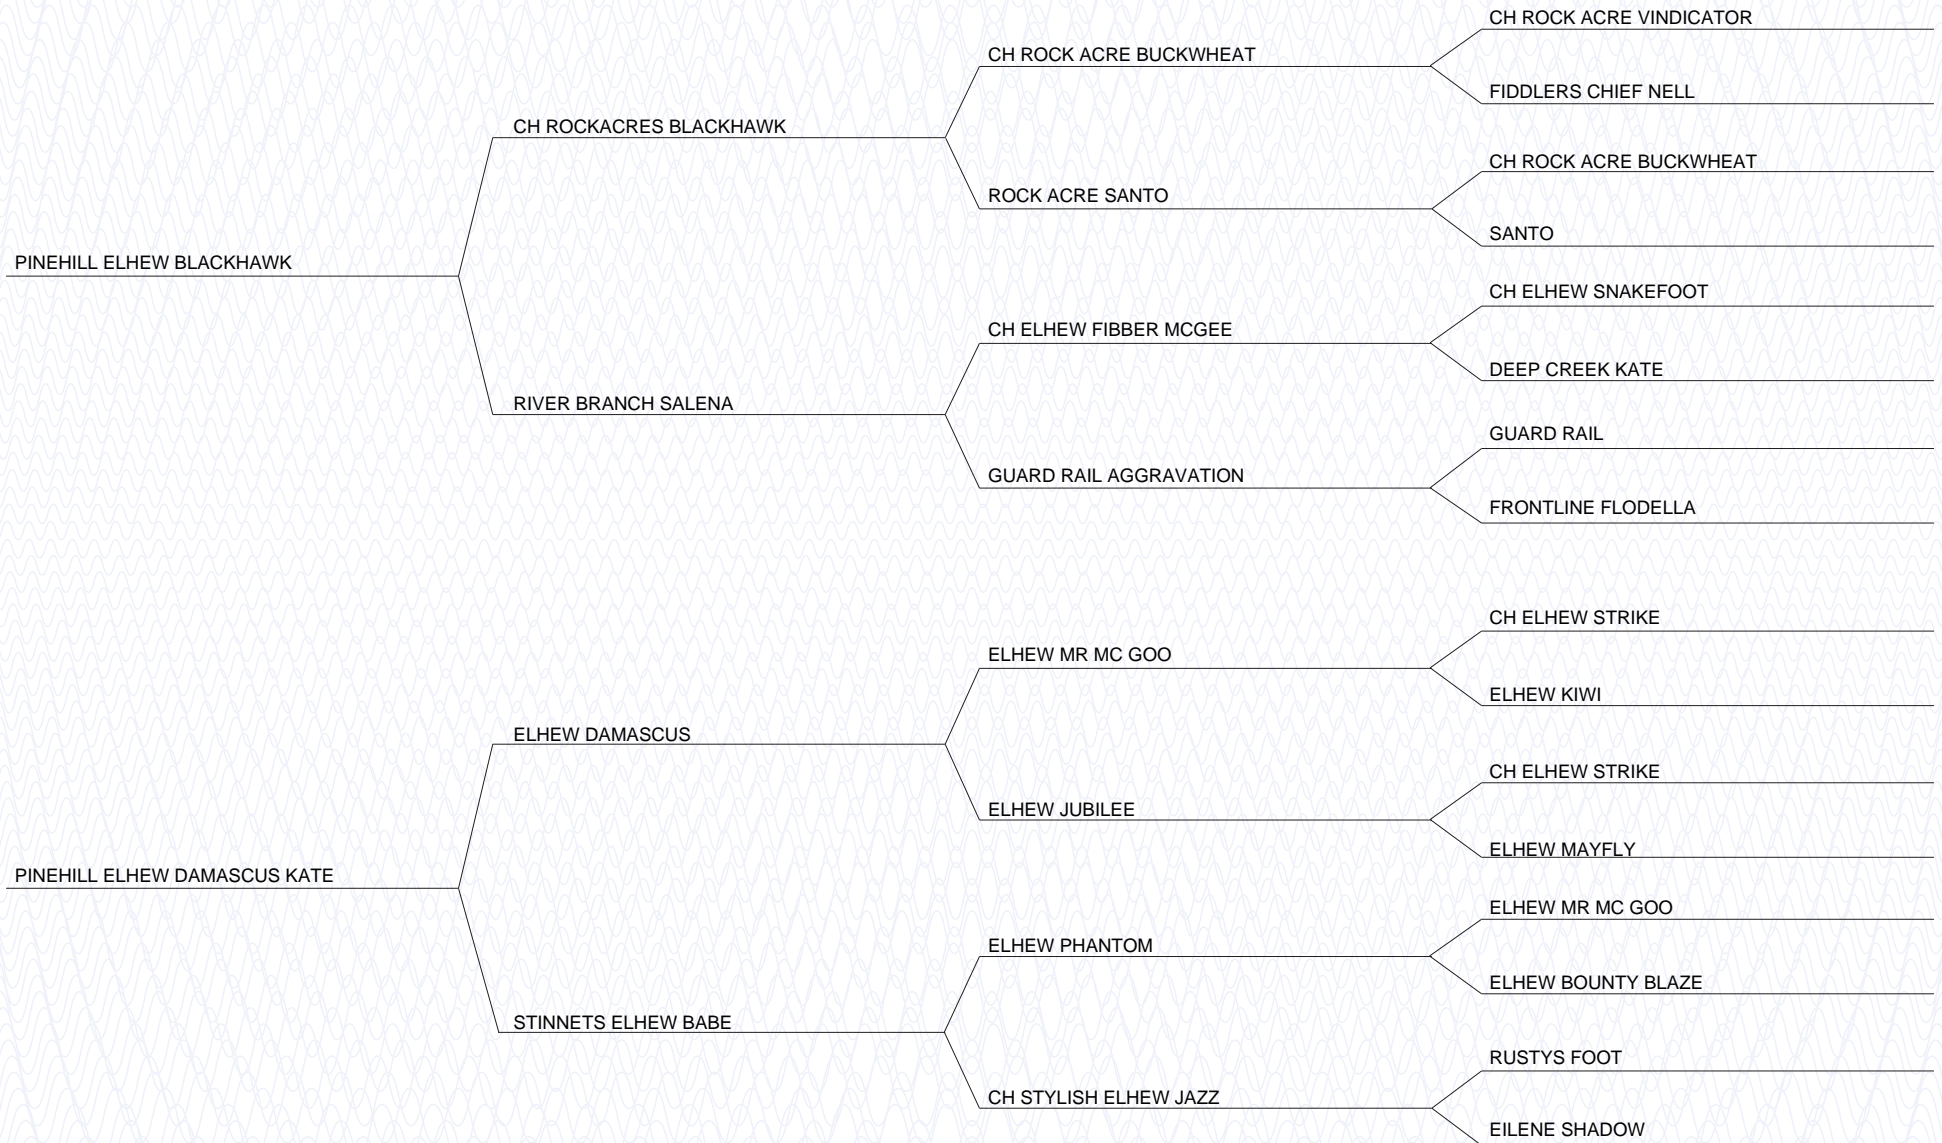 CH ROCK ACRE VINDICATOR
CH ROCK ACRE BUCKWHEAT
FIDDLERS CHIEF NELL
CH ROCKACRES BLACKHAWK
CH ROCK ACRE BUCKWHEAT
ROCK ACRE SANTO
SANTO
PINEHILL ELHEW BLACKHAWK
CH ELHEW SNAKEFOOT
CH ELHEW FIBBER MCGEE
DEEP CREEK KATE
RIVER BRANCH SALENA
GUARD RAIL
GUARD RAIL AGGRAVATION
FRONTLINE FLODELLA
CH ELHEW STRIKE
ELHEW MR MC GOO
ELHEW KIWI
ELHEW DAMASCUS
CH ELHEW STRIKE
ELHEW JUBILEE
ELHEW MAYFLY
PINEHILL ELHEW DAMASCUS KATE
ELHEW MR MC GOO
ELHEW PHANTOM
ELHEW BOUNTY BLAZE
STINNETS ELHEW BABE
RUSTYS FOOT
CH STYLISH ELHEW JAZZ
EILENE SHADOW